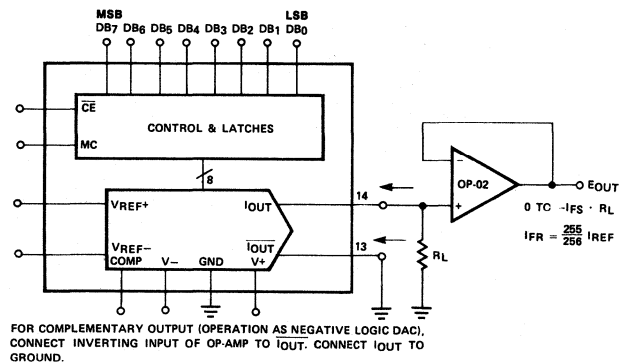 MSB LSB
DB7 DB6 DB5 DB4 DB3 DB2 DB1 DB0
CE
CONTROL & LATCHES
MC
8
VREF+ IOUT 14
VREF− IOUT 13
COMP V− GND V+
−
OP-02
+
EOUT
0 TC −IFS · RL
IFR = 255/256 IREF
RL
FOR COMPLEMENTARY OUTPUT (OPERATION AS NEGATIVE LOGIC DAC),
CONNECT INVERTING INPUT OF OP-AMP TO IOUT. CONNECT IOUT TO
GROUND.